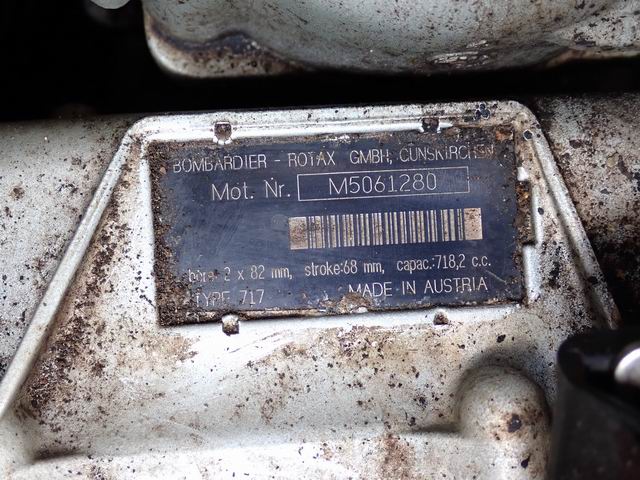 BOMBARDIER - ROTAX GMBH, GUNSKIRCHEN
Mot. Nr. M5061280
bore: 2 x 82 mm, stroke:68 mm, capac.:718,2 c.c.
TYPE 717 MADE IN AUSTRIA